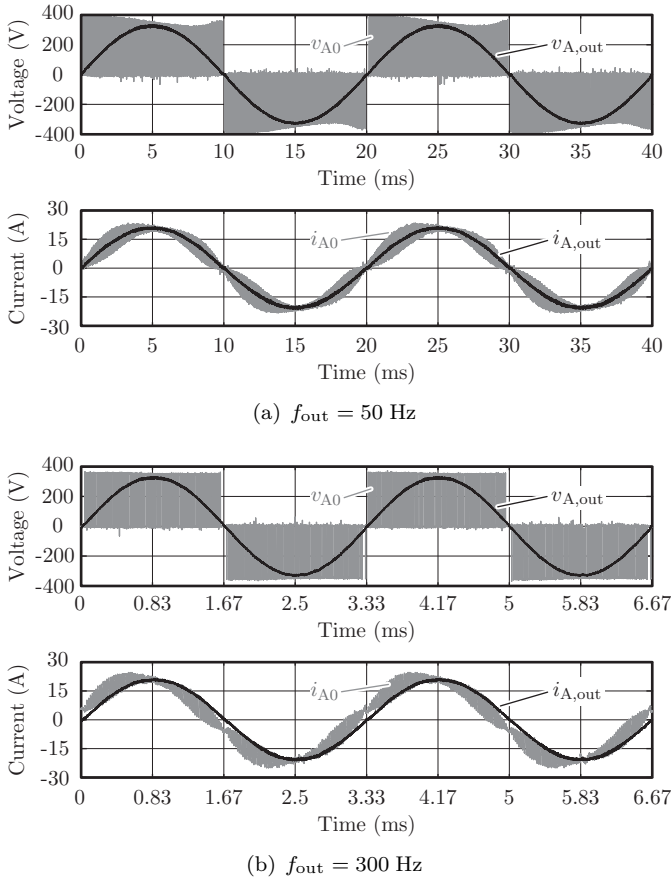 400
200
0
-200
-400
Voltage (V)
v_A0
v_A,out
0 5 10 15 20 25 30 35 40
Time (ms)
30
15
0
-15
-30
Current (A)
i_A0
i_A,out
0 5 10 15 20 25 30 35 40
Time (ms)
(a) f_out = 50 Hz
400
200
0
-200
-400
Voltage (V)
v_A0
v_A,out
0 0.83 1.67 2.5 3.33 4.17 5 5.83 6.67
Time (ms)
30
15
0
-15
-30
Current (A)
i_A0
i_A,out
0 0.83 1.67 2.5 3.33 4.17 5 5.83 6.67
Time (ms)
(b) f_out = 300 Hz